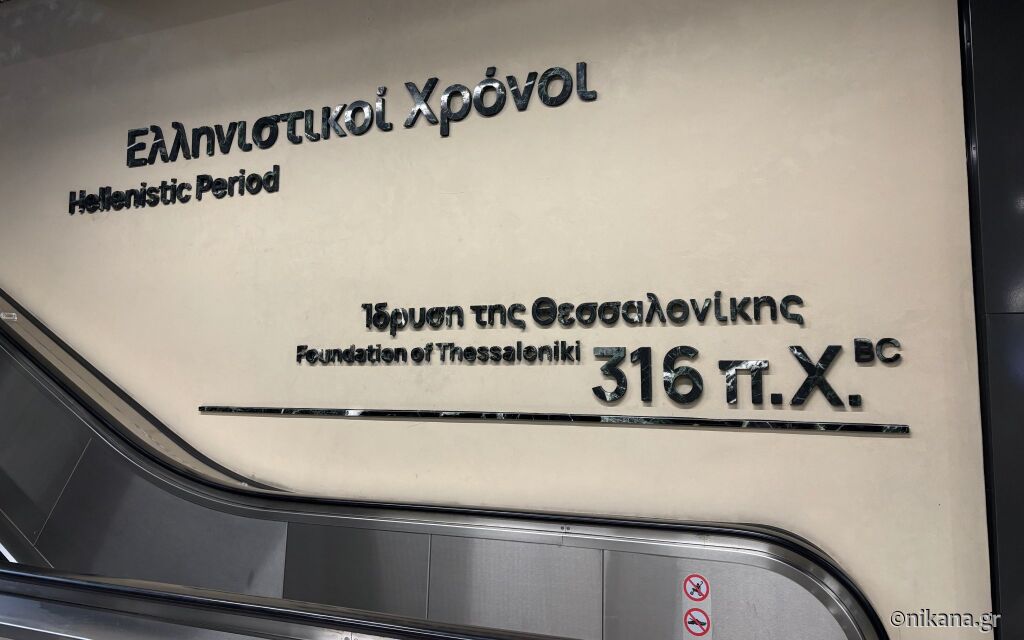 Ελληνιστικοί Χρόνοι
Hellenistic Period
Ίδρυση της Θεσσαλονίκης
Foundation of Thessaloniki 316 π.Χ. BC
©nikana.gr